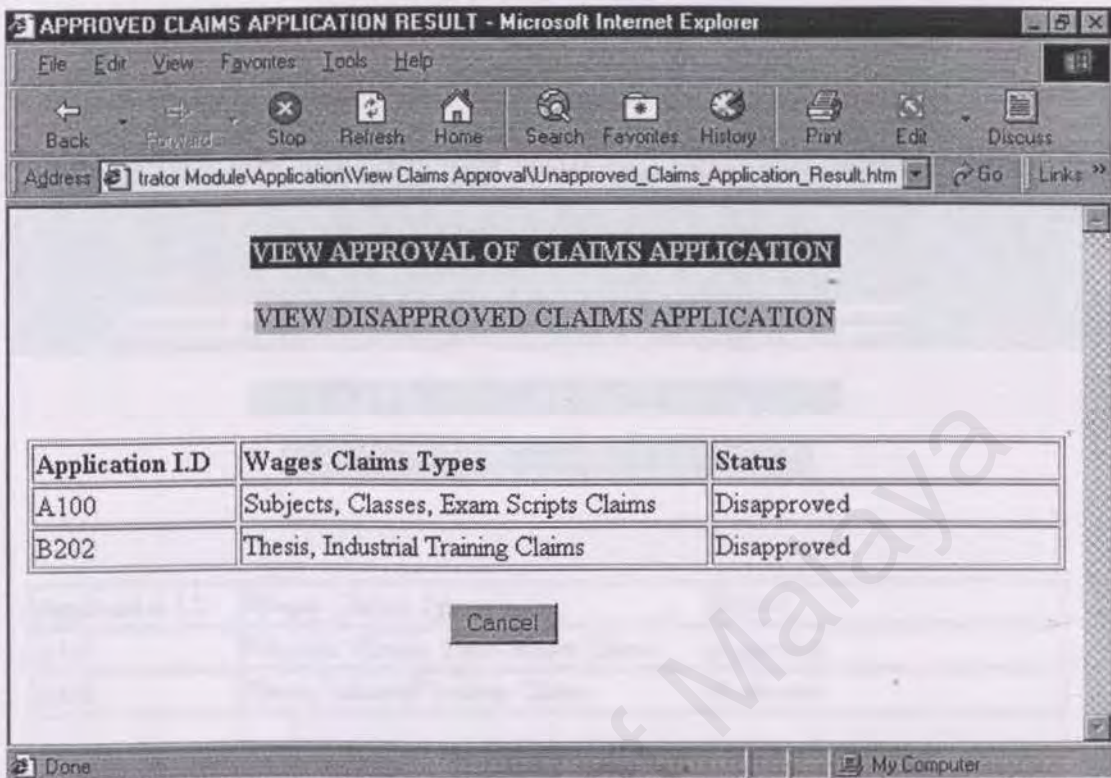 APPROVED CLAIMS APPLICATION RESULT - Microsoft Internet Explorer
File Edit View Favorites Tools Help
Back Forward Stop Refresh Home Search Favorites History Print Edit Discuss
Address trator Module\Application\View Claims Approval\Unapproved_Claims_Application_Result.htm Go Links »
VIEW APPROVAL OF CLAIMS APPLICATION
VIEW DISAPPROVED CLAIMS APPLICATION
Application I.D Wages Claims Types Status
A100 Subjects, Classes, Exam Scripts Claims Disapproved
B202 Thesis, Industrial Training Claims Disapproved
Cancel
Done My Computer
f Malaya